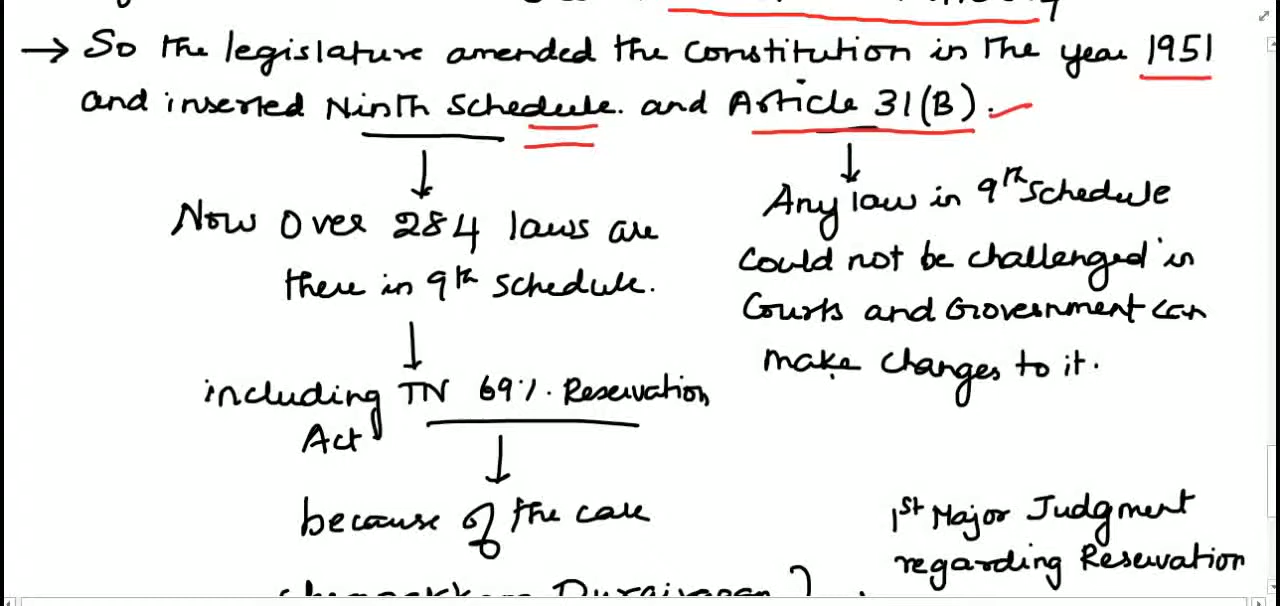 → So the legislature amended the constitution in the year 1951
and inserted Ninth Schedule. and Article 31(B).
Now Over 284 laws are
there in 9th Schedule.
including TN 69%. Reservation
Act
because of the case
Any law in 9th Schedule
could not be challenged in
Courts and Government can
make changes to it.
1st Major Judgment
regarding Reservation